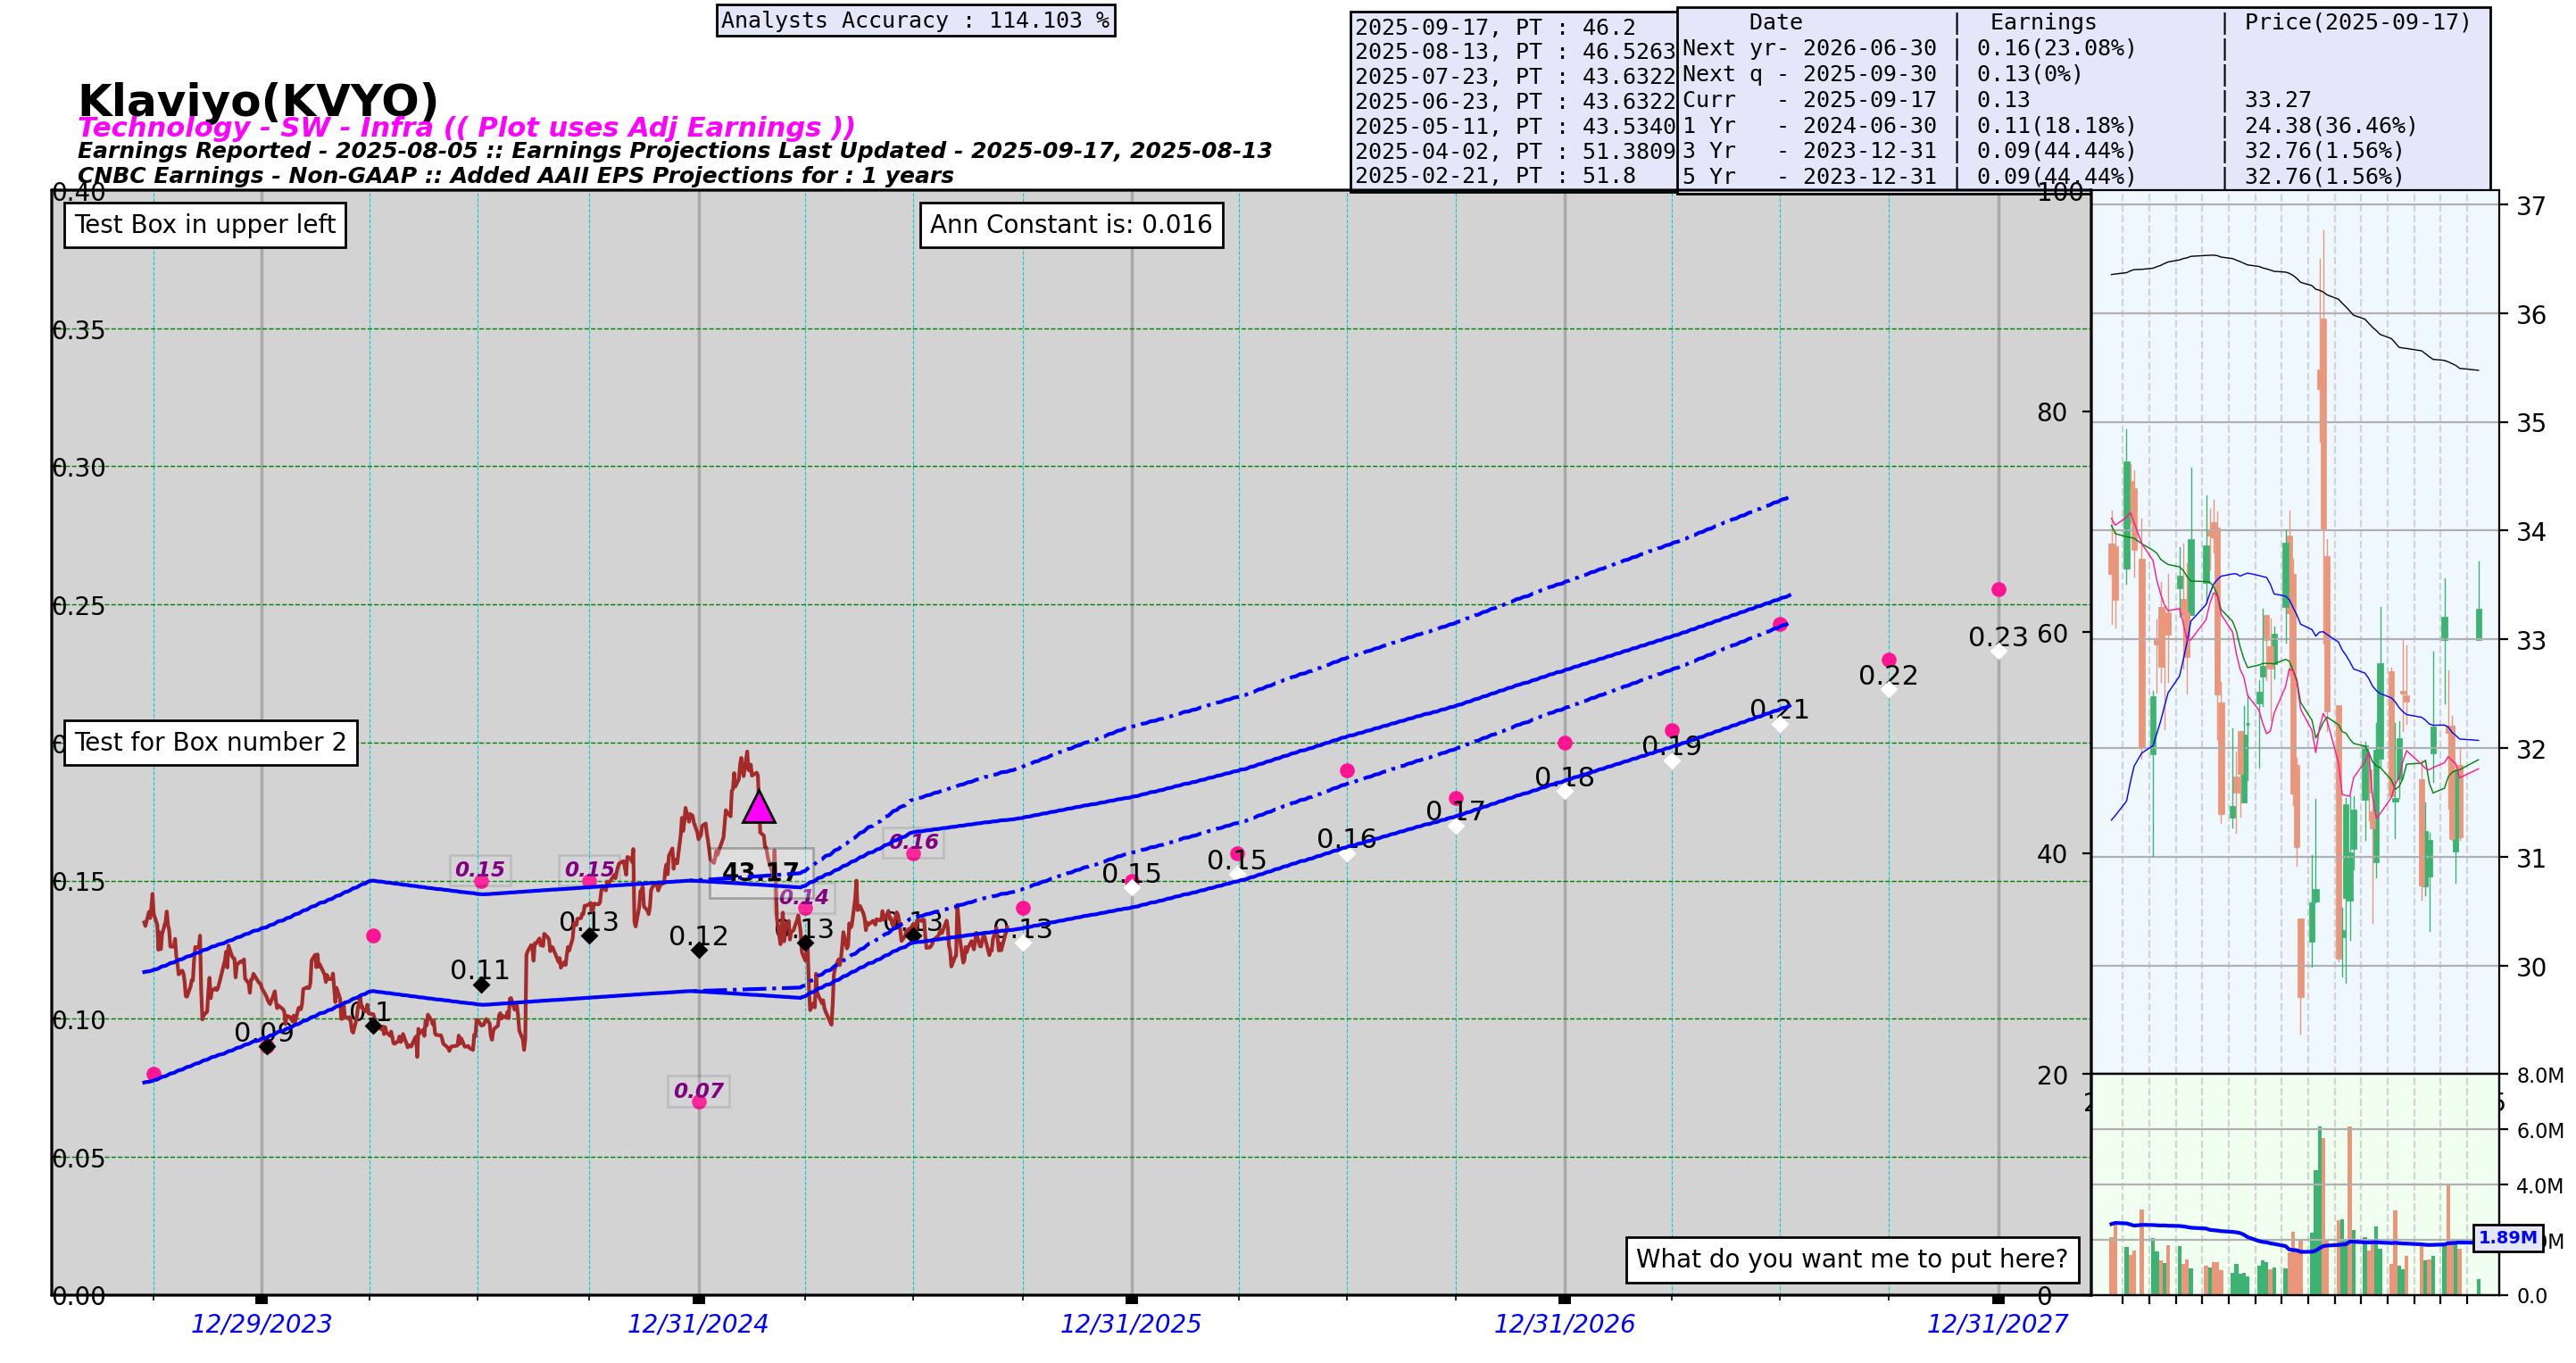 Analysts Accuracy : 114.103 %
2025-09-17, PT : 46.2
2025-08-13, PT : 46.5263
2025-07-23, PT : 43.6322
2025-06-23, PT : 43.6322
2025-05-11, PT : 43.5340
2025-04-02, PT : 51.3809
2025-02-21, PT : 51.8
Date | Earnings | Price(2025-09-17)
Next yr- 2026-06-30 | 0.16(23.08%) |
Next q - 2025-09-30 | 0.13(0%) |
Curr - 2025-09-17 | 0.13 | 33.27
1 Yr - 2024-06-30 | 0.11(18.18%) | 24.38(36.46%)
3 Yr - 2023-12-31 | 0.09(44.44%) | 32.76(1.56%)
5 Yr - 2023-12-31 | 0.09(44.44%) | 32.76(1.56%)
Klaviyo(KVYO)
Technology - SW - Infra (( Plot uses Adj Earnings ))
Earnings Reported - 2025-08-05 :: Earnings Projections Last Updated - 2025-09-17, 2025-08-13
CNBC Earnings - Non-GAAP :: Added AAII EPS Projections for : 1 years
Test Box in upper left
Ann Constant is: 0.016
Test for Box number 2
What do you want me to put here?
0.40
0.35
0.30
0.25
0.15
0.10
0.05
0.00
100
80
60
40
20
0
37
36
35
34
33
32
31
30
8.0M
6.0M
4.0M
0.0
1.89M
0.15
0.15
0.07
0.14
0.16
43.17
0.09
0.1
0.11
0.13
0.12
0.13
0.13
0.13
0.15
0.15
0.16
0.17
0.18
0.19
0.21
0.22
0.23
12/29/2023
12/31/2024
12/31/2025
12/31/2026
12/31/2027